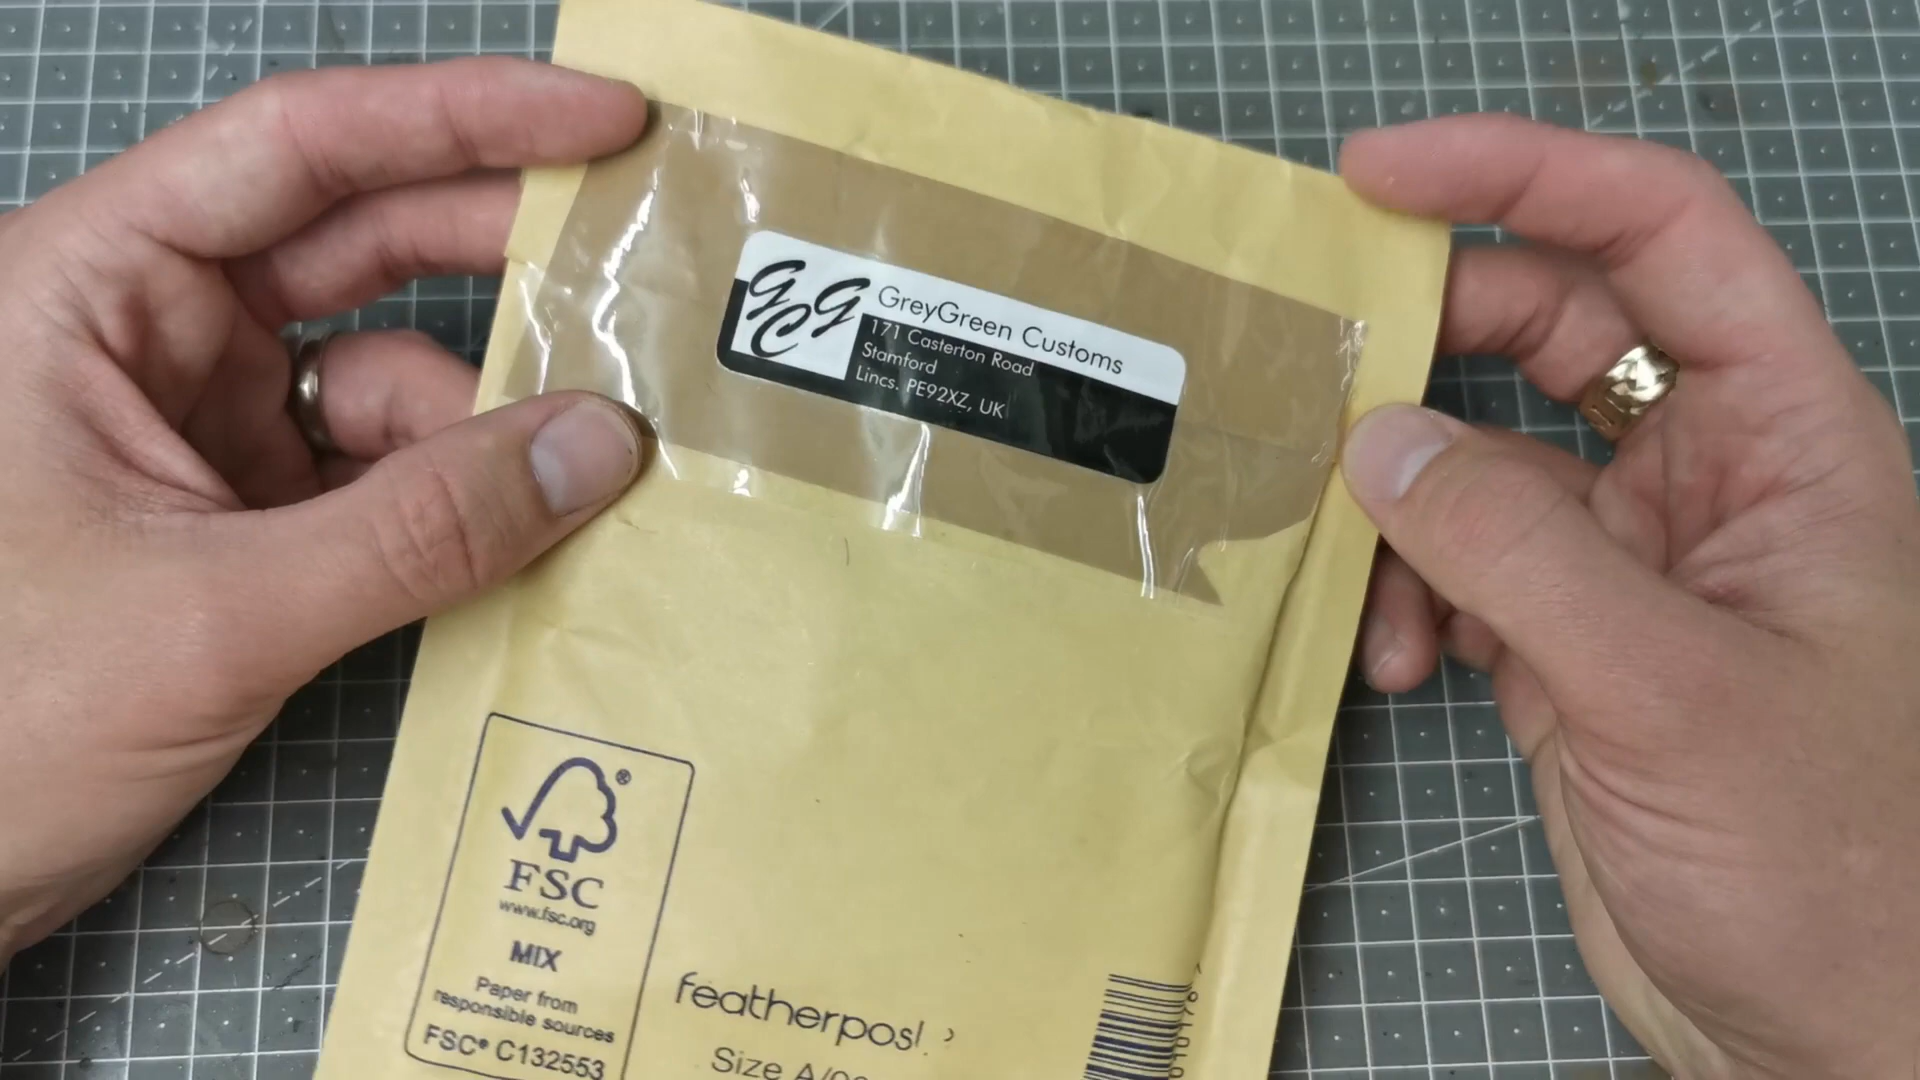 GCG
GreyGreen Customs
171 Casterton Road
Stamford
Lincs. PE92XZ, UK
®
FSC
www.fsc.org
MIX
Paper from
responsible sources
FSC® C132553
featherpost
Size